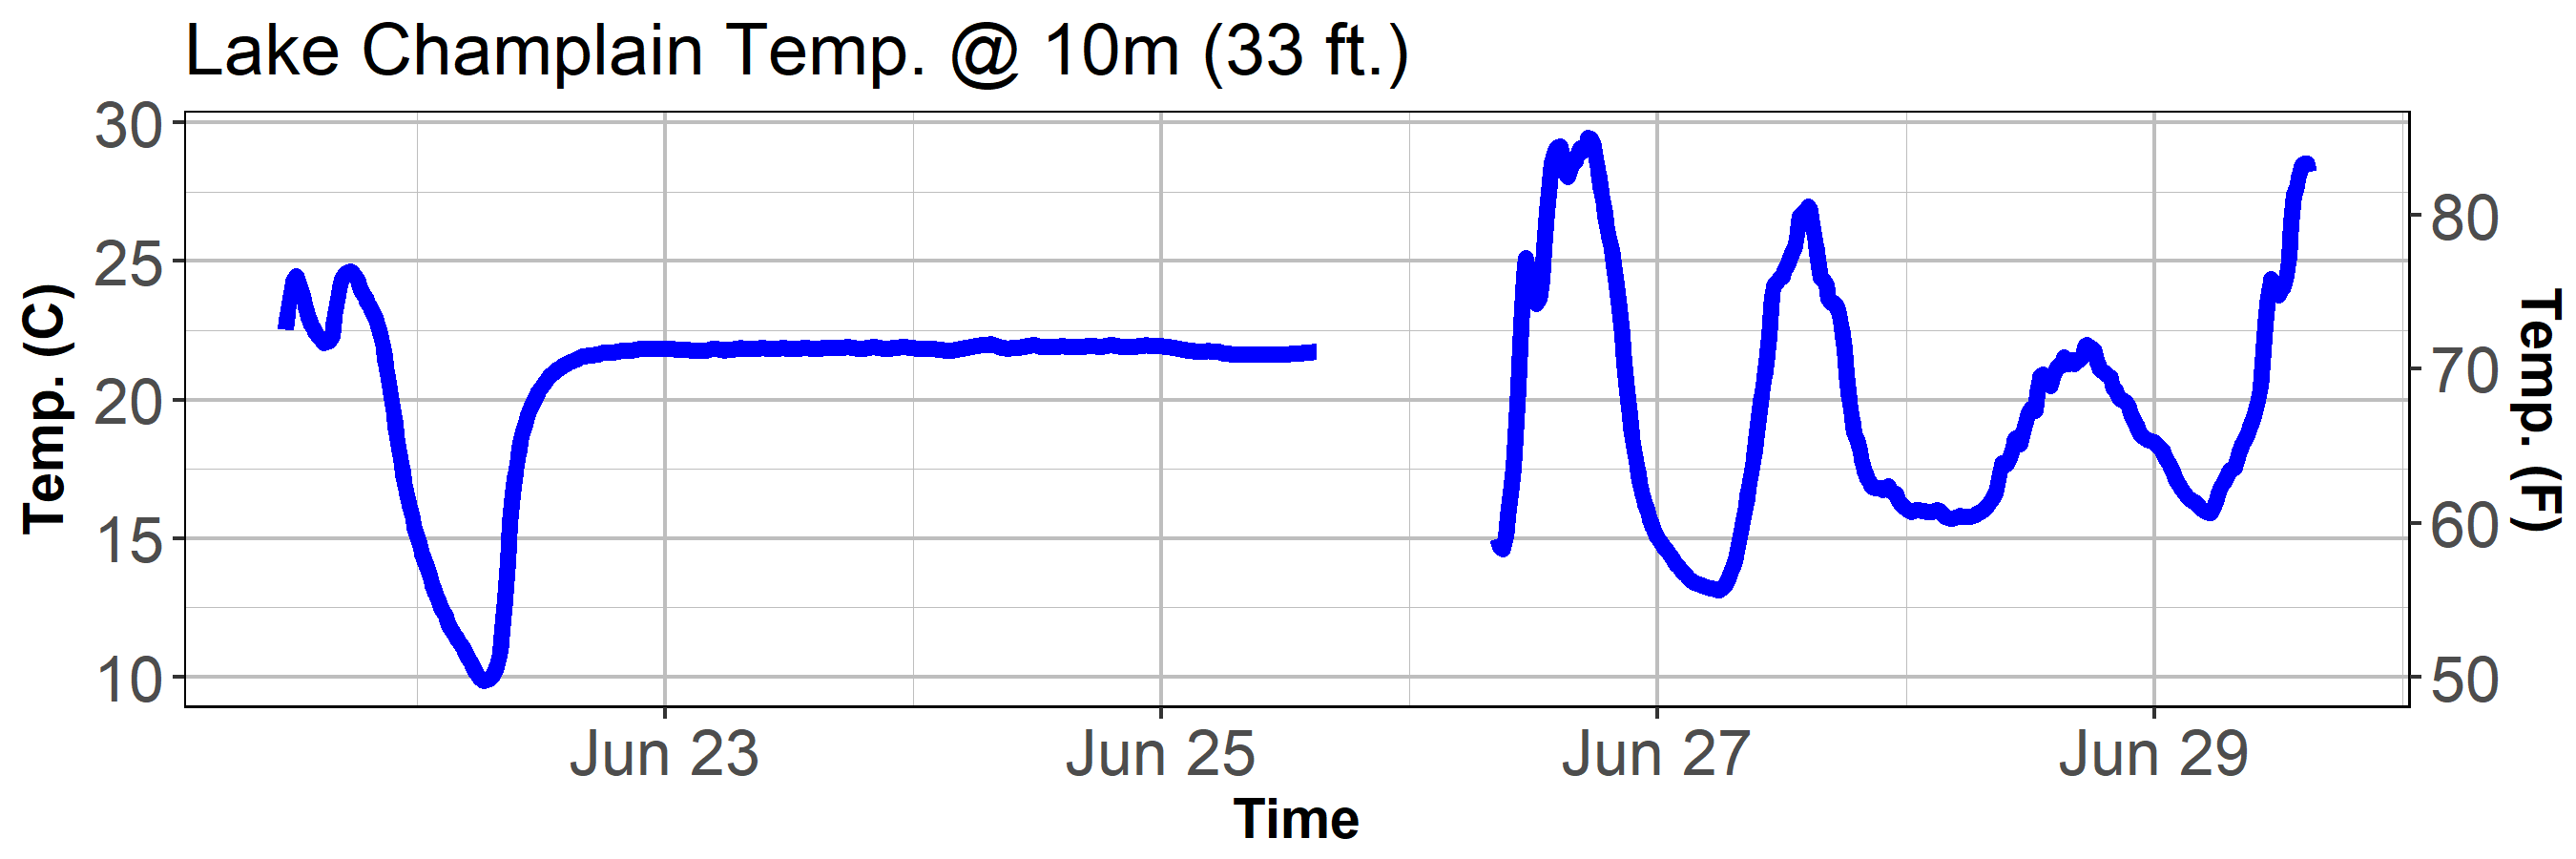 Lake Champlain Temp. @ 10m (33 ft.)
30
25
20
15
10
Temp. (C)
80
70
60
50
Temp. (F)
Jun 23
Jun 25
Jun 27
Jun 29
Time